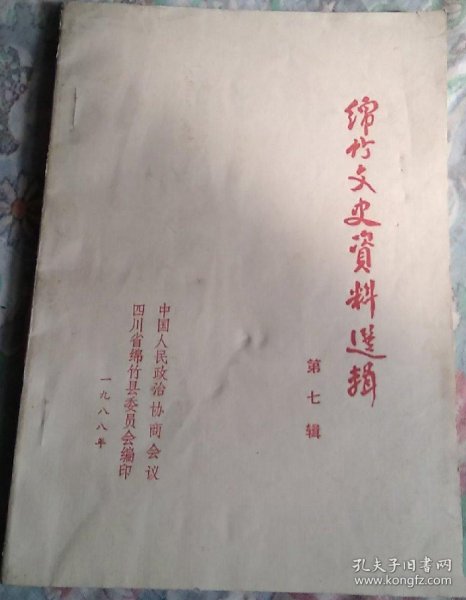 绵竹文史資料选辑
第七辑
中国人民政治协商会议
四川省绵竹县委员会编印
一九八八年
孔夫子旧书网
www.kongfz.com